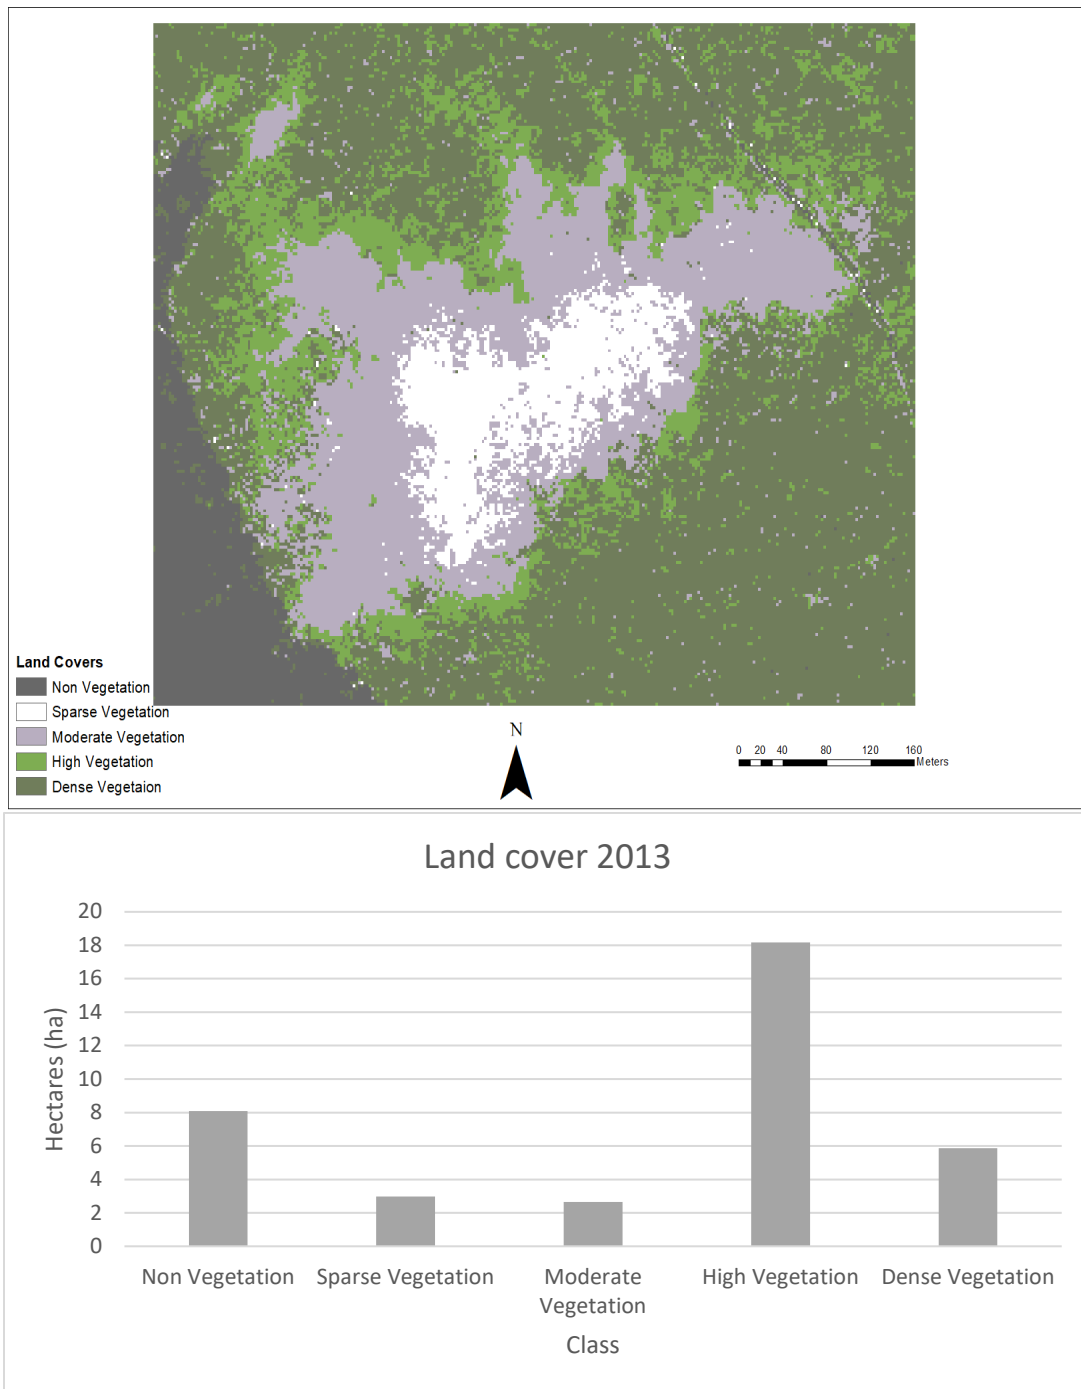 Land Covers
Non Vegetation
Sparse Vegetation
Moderate Vegetation
High Vegetation
Dense Vegetaion
N
0 20 40 80 120 160
Meters
Land cover 2013
Hectares (ha)
20
18
16
14
12
10
8
6
4
2
0
Non Vegetation Sparse Vegetation Moderate Vegetation High Vegetation Dense Vegetation
Class